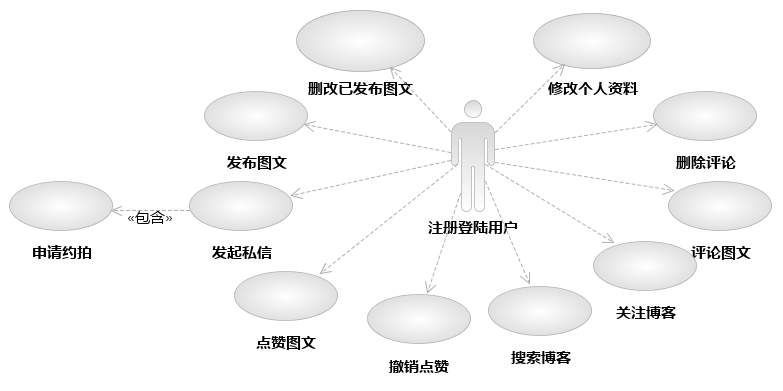 删改已发布图文
修改个人资料
发布图文
删除评论
«包含»
注册登陆用户
申请约拍
发起私信
评论图文
关注博客
点赞图文
搜索博客
撤销点赞